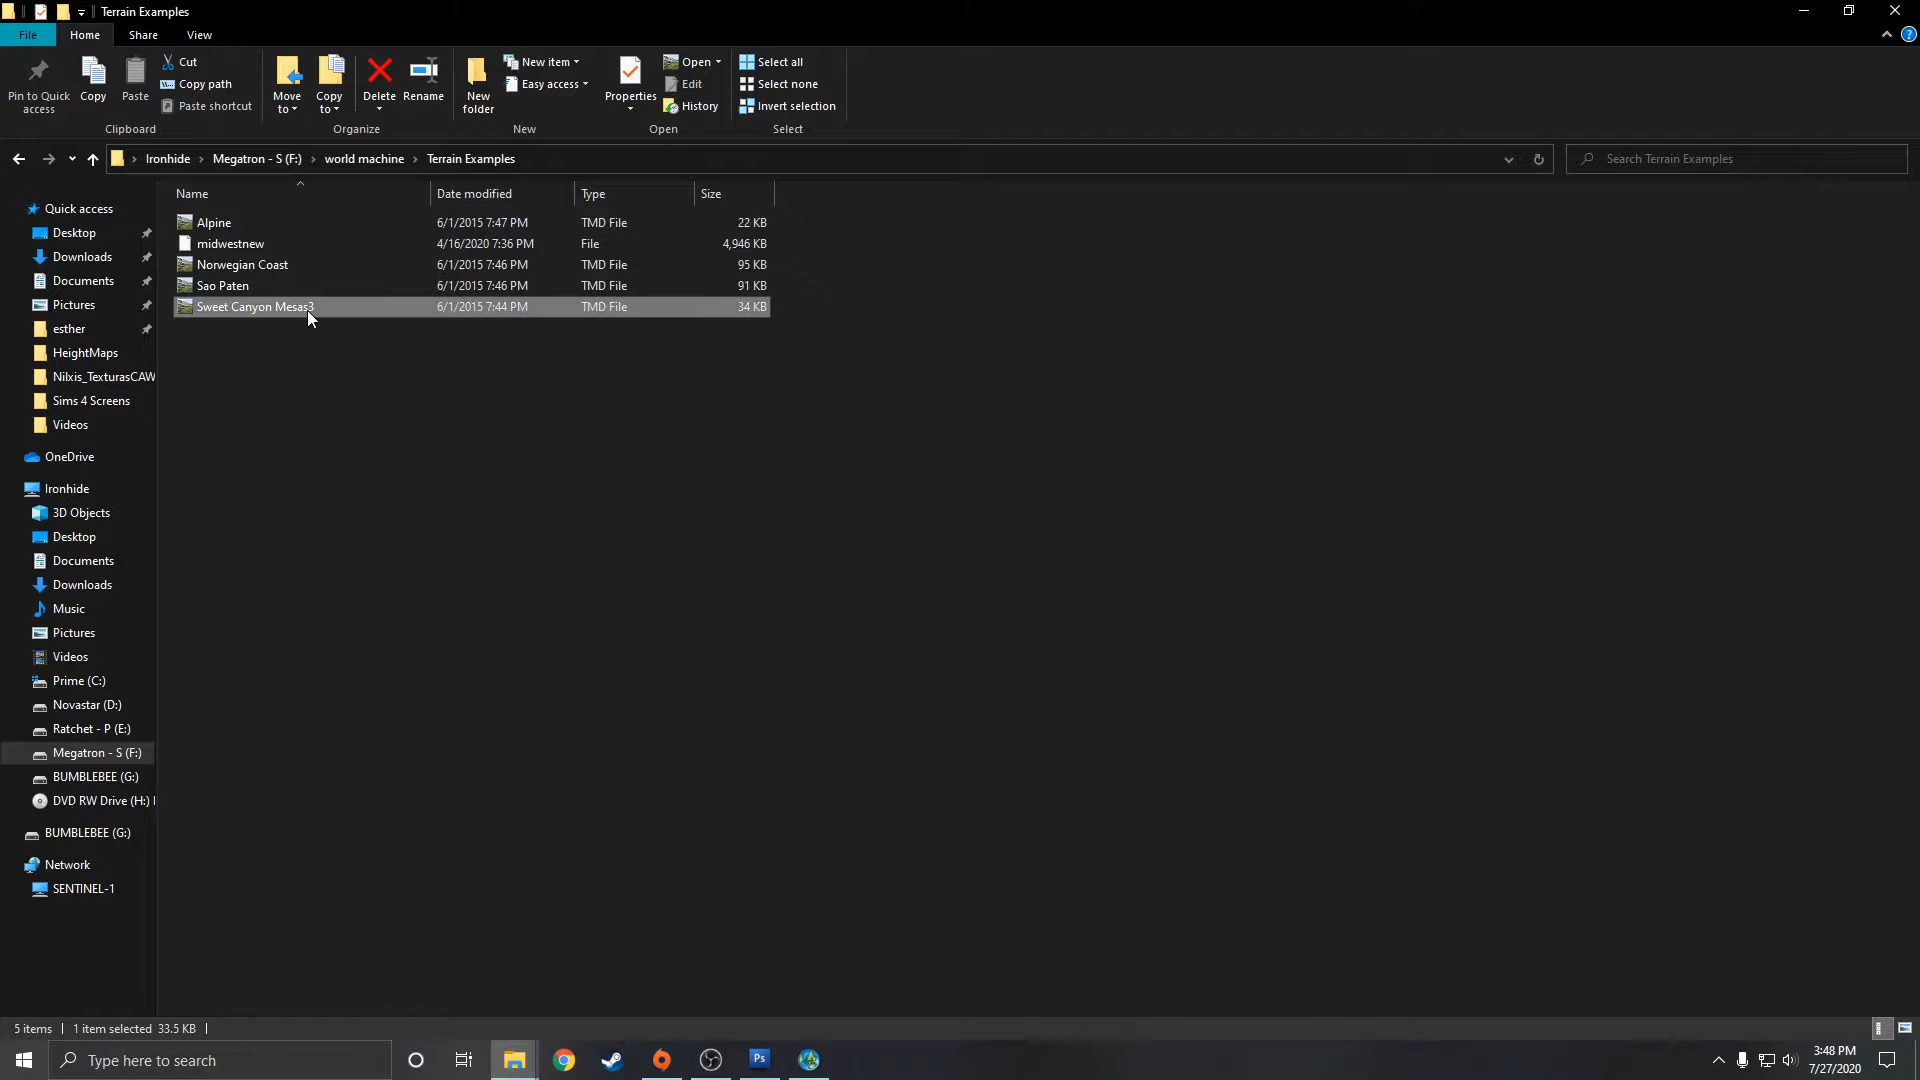 Terrain Examples
File Home Share View
Pin to Quick access
Copy
Paste
Cut
Copy path
Paste shortcut
Clipboard
Move to
Copy to
Delete
Rename
Organize
New folder
New item
Easy access
New
Properties
Open
Edit
History
Open
Select all
Select none
Invert selection
Select
Ironhide › Megatron - S (F:) › world machine › Terrain Examples
Search Terrain Examples
Name Date modified Type Size
Alpine 6/1/2015 7:47 PM TMD File 22 KB
midwestnew 4/16/2020 7:36 PM File 4,946 KB
Norwegian Coast 6/1/2015 7:46 PM TMD File 95 KB
Sao Paten 6/1/2015 7:46 PM TMD File 91 KB
Sweet Canyon Mesas3 6/1/2015 7:44 PM TMD File 34 KB
Quick access
Desktop
Downloads
Documents
Pictures
esther
HeightMaps
Nilxis_TexturasCAW
Sims 4 Screens
Videos
OneDrive
Ironhide
3D Objects
Desktop
Documents
Downloads
Music
Pictures
Videos
Prime (C:)
Novastar (D:)
Ratchet - P (E:)
Megatron - S (F:)
BUMBLEBEE (G:)
DVD RW Drive (H:)
BUMBLEBEE (G:)
Network
SENTINEL-1
5 items 1 item selected 33.5 KB
Type here to search
Ps
3:48 PM
7/27/2020